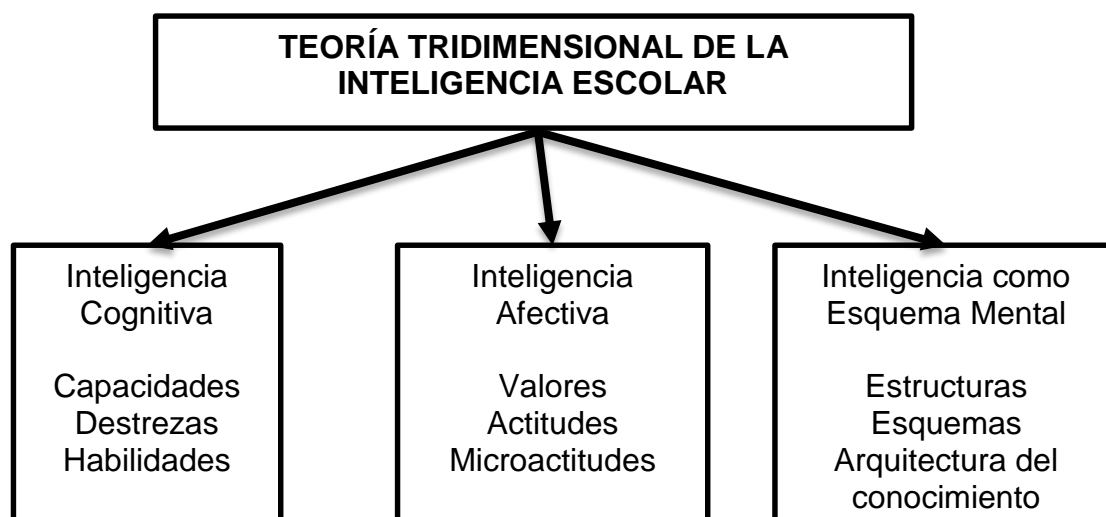 TEORÍA TRIDIMENSIONAL DE LA
INTELIGENCIA ESCOLAR
Inteligencia
Cognitiva
Capacidades
Destrezas
Habilidades
Inteligencia
Afectiva
Valores
Actitudes
Microactitudes
Inteligencia como
Esquema Mental
Estructuras
Esquemas
Arquitectura del
conocimiento